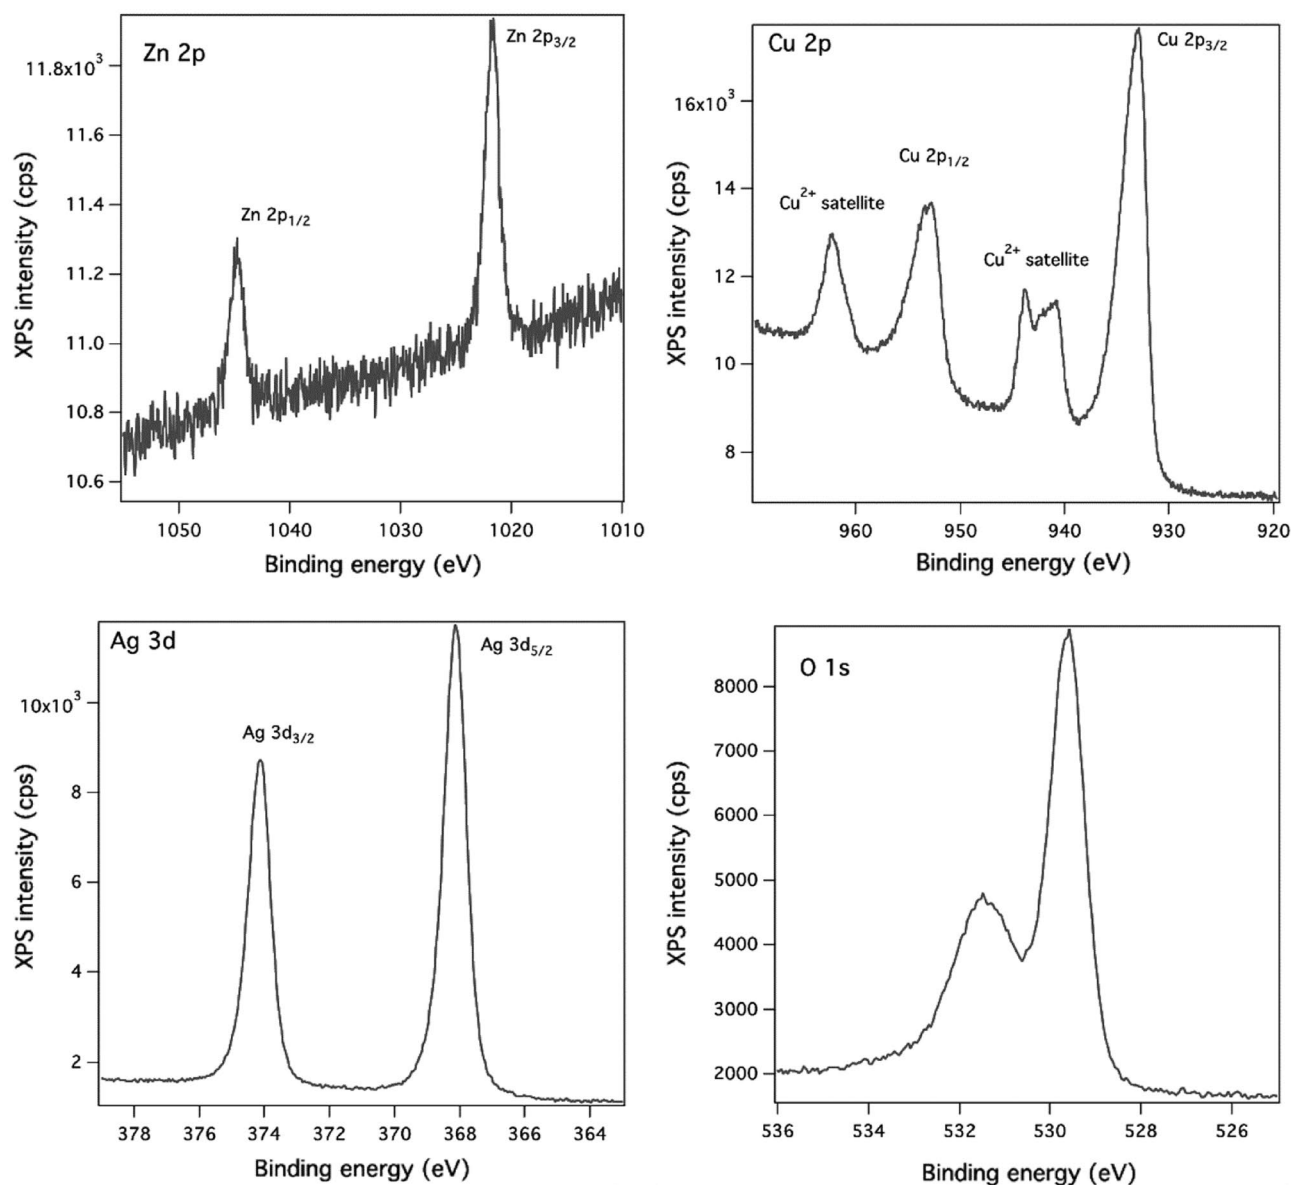 Zn 2p
Zn 2p3/2
Zn 2p1/2
11.8x10³
11.6
11.4
11.2
11.0
10.8
10.6
XPS intensity (cps)
1050 1040 1030 1020 1010
Binding energy (eV)
Cu 2p
Cu 2p3/2
Cu 2p1/2
Cu²⁺ satellite
Cu²⁺ satellite
16x10³
14
12
10
8
XPS intensity (cps)
960 950 940 930 920
Binding energy (eV)
Ag 3d
Ag 3d5/2
Ag 3d3/2
10x10³
8
6
4
2
XPS intensity (cps)
378 376 374 372 370 368 366 364
Binding energy (eV)
O 1s
8000
7000
6000
5000
4000
3000
2000
XPS intensity (cps)
536 534 532 530 528 526
Binding energy (eV)